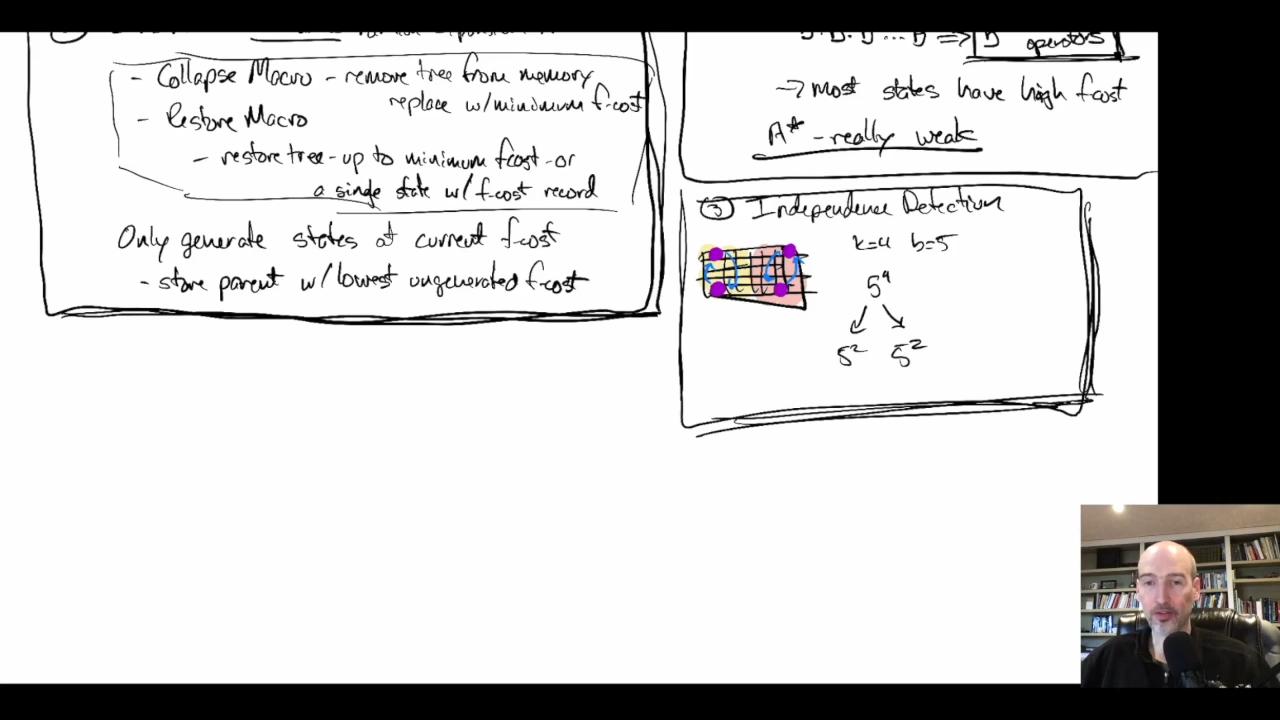 - Collapse Macro - remove tree from memory
replace w/minimum f-cost
- Restore Macro
- restore tree - up to minimum f-cost - or
a single state w/ f-cost record
Only generate states at current f-cost
- store parent w/lowest ungenerated f-cost
operators
→ most states have high f-cost
A* - really weak
③ Independence Detection
k=4 b=5
5⁴
5² 5²